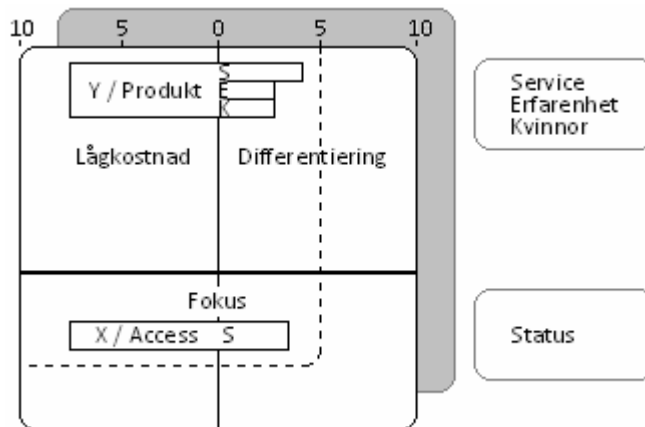 10 5 0 5 10
Y / Produkt S
E
K
Service
Erfarenhet
Kvinnor
Lågkostnad Differentiering
Fokus
X / Access S
Status